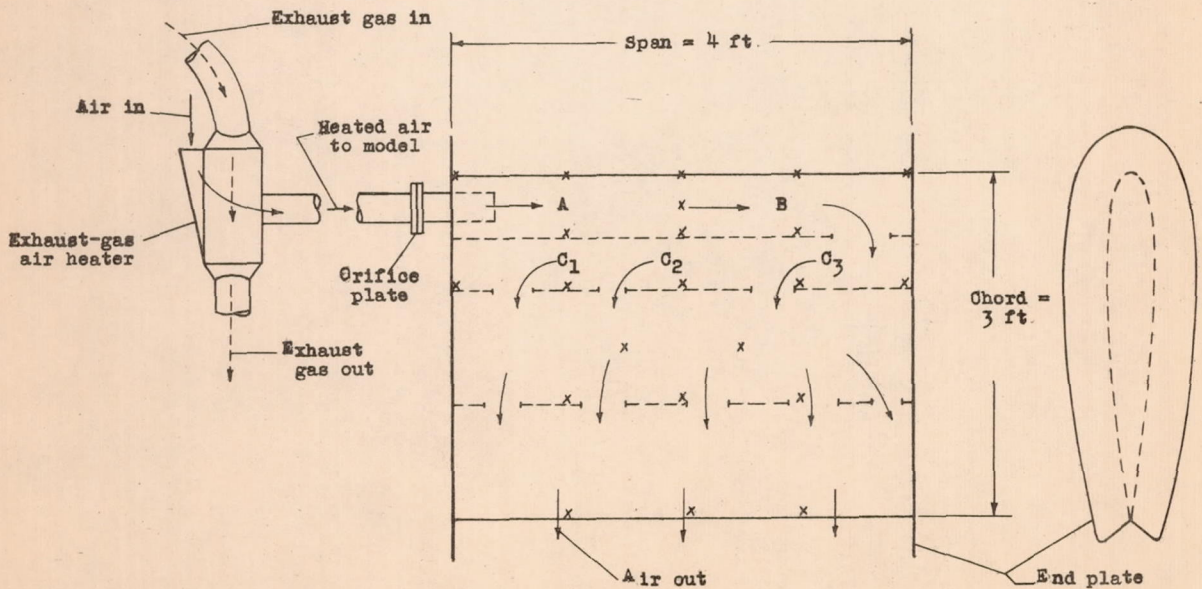 Exhaust gas in
Span = 4 ft.
Air in
Heated air
to model
A
B
Exhaust-gas
air heater
Orifice
plate
C1
C2
C3
Chord =
3 ft.
Exhaust
gas out
Air out
End plate